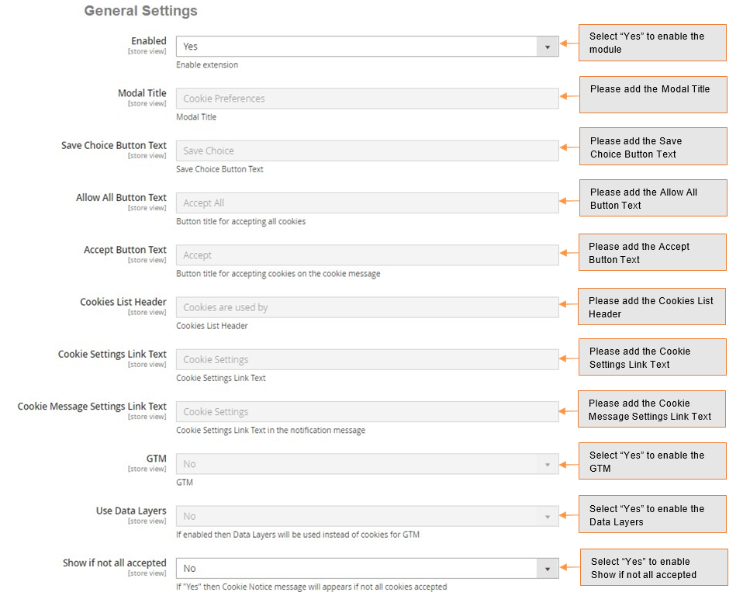 General Settings
Enabled
[store view]
Yes
Enable extension
Select “Yes” to enable the
module
Modal Title
[store view]
Cookie Preferences
Modal Title
Please add the Modal Title
Save Choice Button Text
[store view]
Save Choice
Save Choice Button Text
Please add the Save
Choice Button Text
Allow All Button Text
[store view]
Accept All
Button title for accepting all cookies
Please add the Allow All
Button Text
Accept Button Text
[store view]
Accept
Button title for accepting cookies on the cookie message
Please add the Accept
Button Text
Cookies List Header
[store view]
Cookies are used by
Cookies List Header
Please add the Cookies List
Header
Cookie Settings Link Text
[store view]
Cookie Settings
Cookie Settings Link Text
Please add the Cookie
Settings Link Text
Cookie Message Settings Link Text
[store view]
Cookie Settings
Cookie Settings Link Text in the notification message
Please add the Cookie
Message Settings Link Text
GTM
[store view]
No
GTM
Select “Yes” to enable the
GTM
Use Data Layers
[store view]
No
If enabled then Data Layers will be used instead of cookies for GTM
Select “Yes” to enable the
Data Layers
Show if not all accepted
[store view]
No
If "Yes" then Cookie Notice message will appears if not all cookies accepted
Select “Yes” to enable
Show if not all accepted